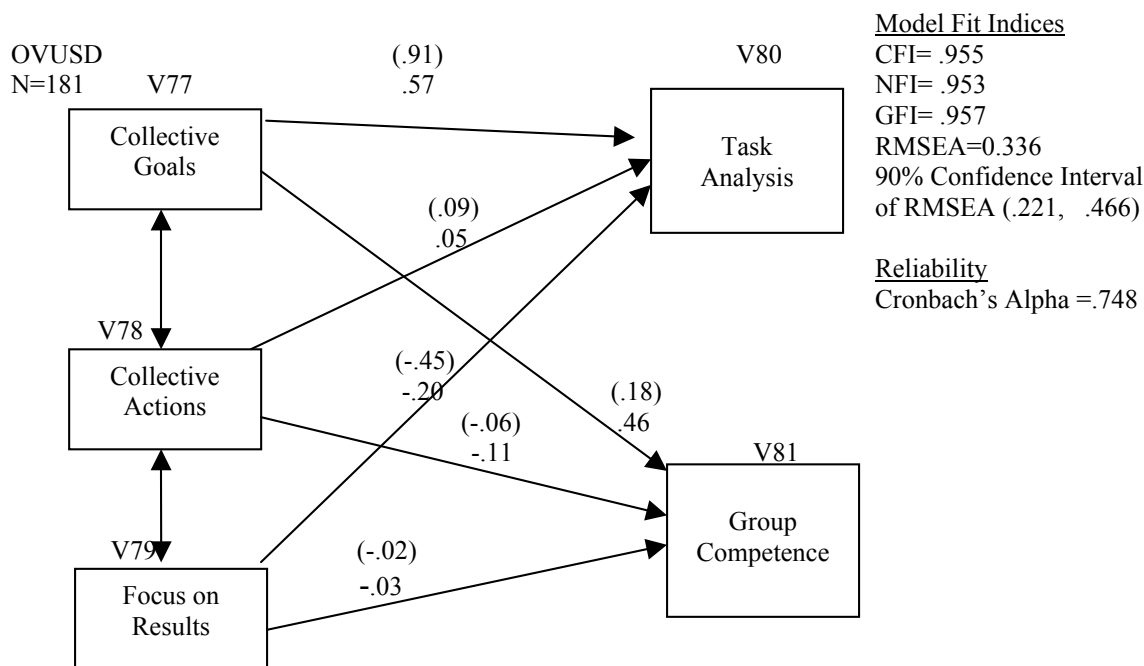 OVUSD
N=181
V77
(.91)
.57
V80
Collective
Goals
Task
Analysis
Model Fit Indices
CFI= .955
NFI= .953
GFI= .957
RMSEA=0.336
90% Confidence Interval
of RMSEA (.221, .466)
Reliability
Cronbach’s Alpha =.748
(.09)
.05
V78
Collective
Actions
(-.45)
-.20
(.18)
.46
(-.06)
-.11
V81
Group
Competence
V79
Focus on
Results
(-.02)
-.03